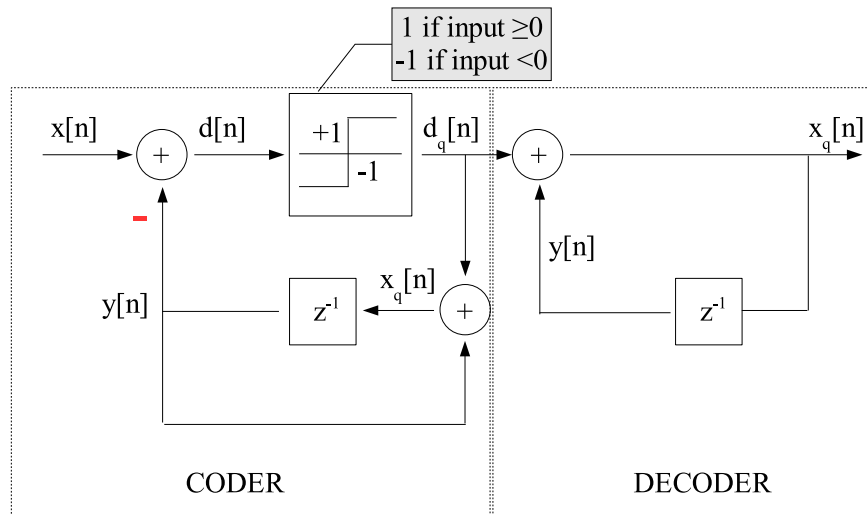 1 if input ≥0
-1 if input <0
x[n]
+
d[n]
+1
-1
d_q[n]
+
x_q[n]
-
y[n]
z⁻¹
x_q[n]
+
y[n]
z⁻¹
CODER
DECODER